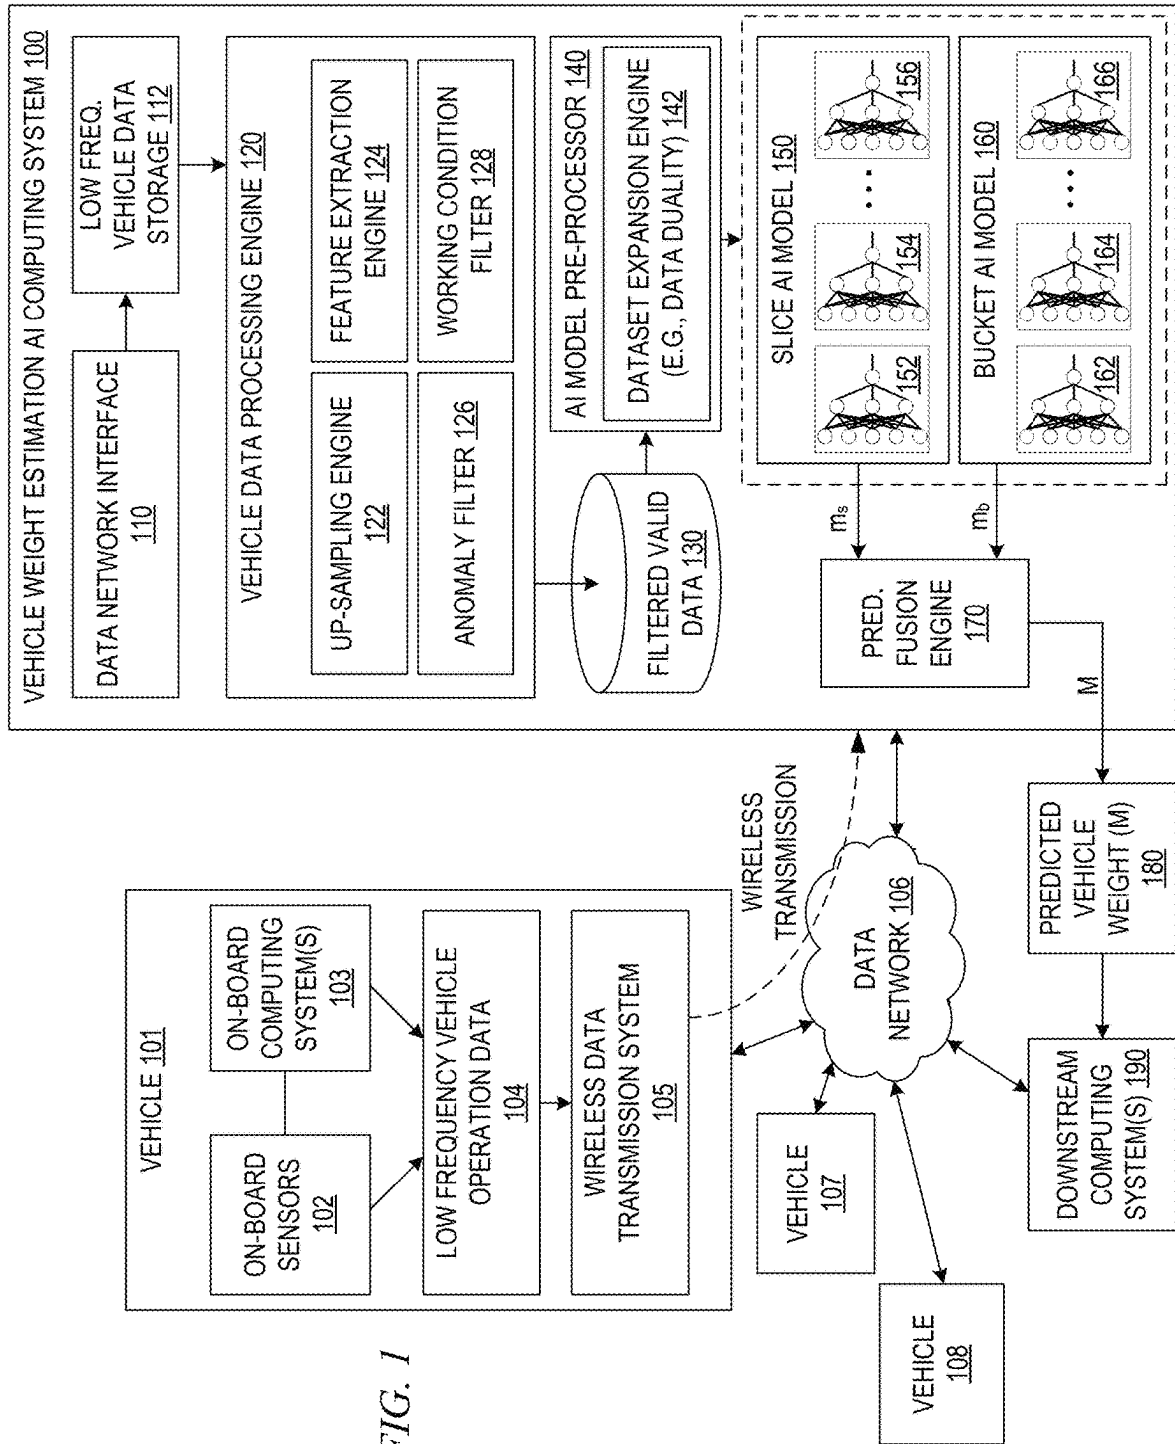 VEHICLE 101
ON-BOARD
SENSORS
102
ON-BOARD
COMPUTING
SYSTEM(S)
103
LOW FREQUENCY VEHICLE
OPERATION DATA
104
WIRELESS DATA
TRANSMISSION SYSTEM
105
FIG. 1
VEHICLE
107
VEHICLE
108
DATA
NETWORK 106
WIRELESS
TRANSMISSION
VEHICLE WEIGHT ESTIMATION AI COMPUTING SYSTEM 100
DATA NETWORK INTERFACE
110
LOW FREQ.
VEHICLE DATA
STORAGE 112
VEHICLE DATA PROCESSING ENGINE 120
UP-SAMPLING ENGINE
122
FEATURE EXTRACTION
ENGINE 124
ANOMALY FILTER 126
WORKING CONDITION
FILTER 128
FILTERED VALID
DATA 130
AI MODEL PRE-PROCESSOR 140
DATASET EXPANSION ENGINE
(E.G., DATA DUALITY) 142
SLICE AI MODEL 150
152
154
156
BUCKET AI MODEL 160
162
164
166
ms
mb
PRED.
FUSION
ENGINE
170
M
PREDICTED
VEHICLE
WEIGHT (M)
180
DOWNSTREAM
COMPUTING
SYSTEM(S) 190